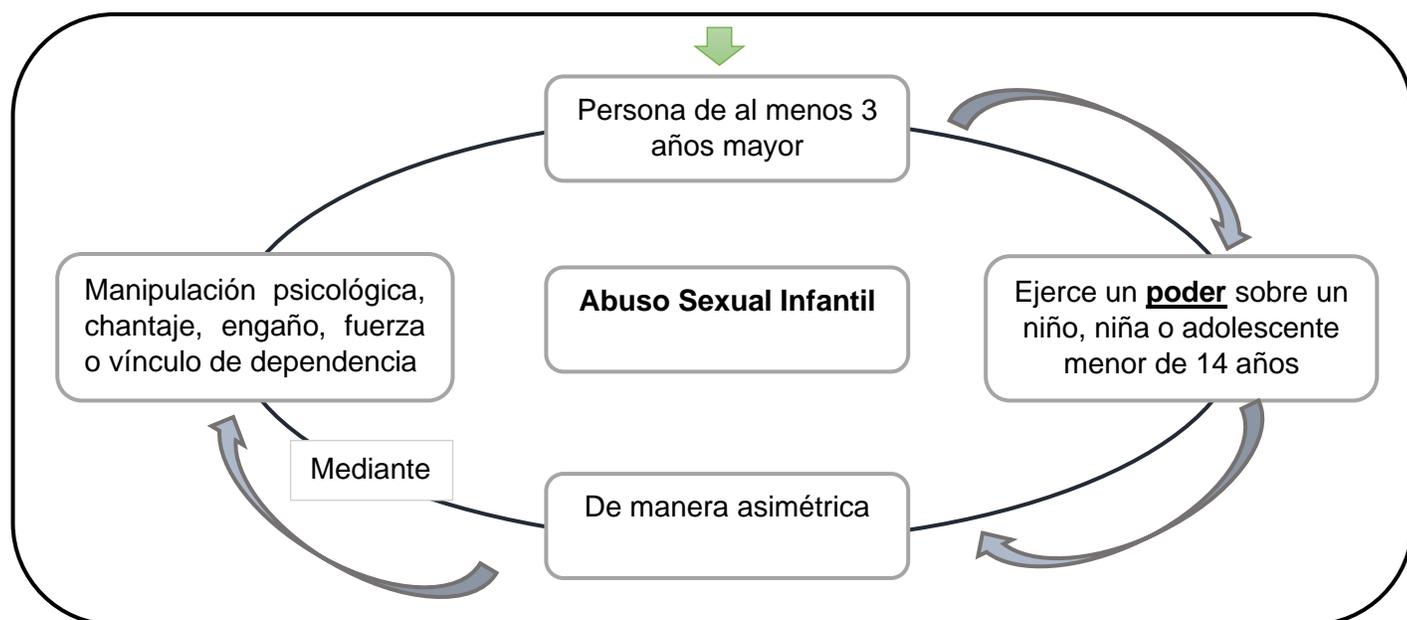 Persona de al menos 3
años mayor
Ejerce un poder sobre un
niño, niña o adolescente
menor de 14 años
De manera asimétrica
Mediante
Manipulación psicológica,
chantaje, engaño, fuerza
o vínculo de dependencia
Abuso Sexual Infantil